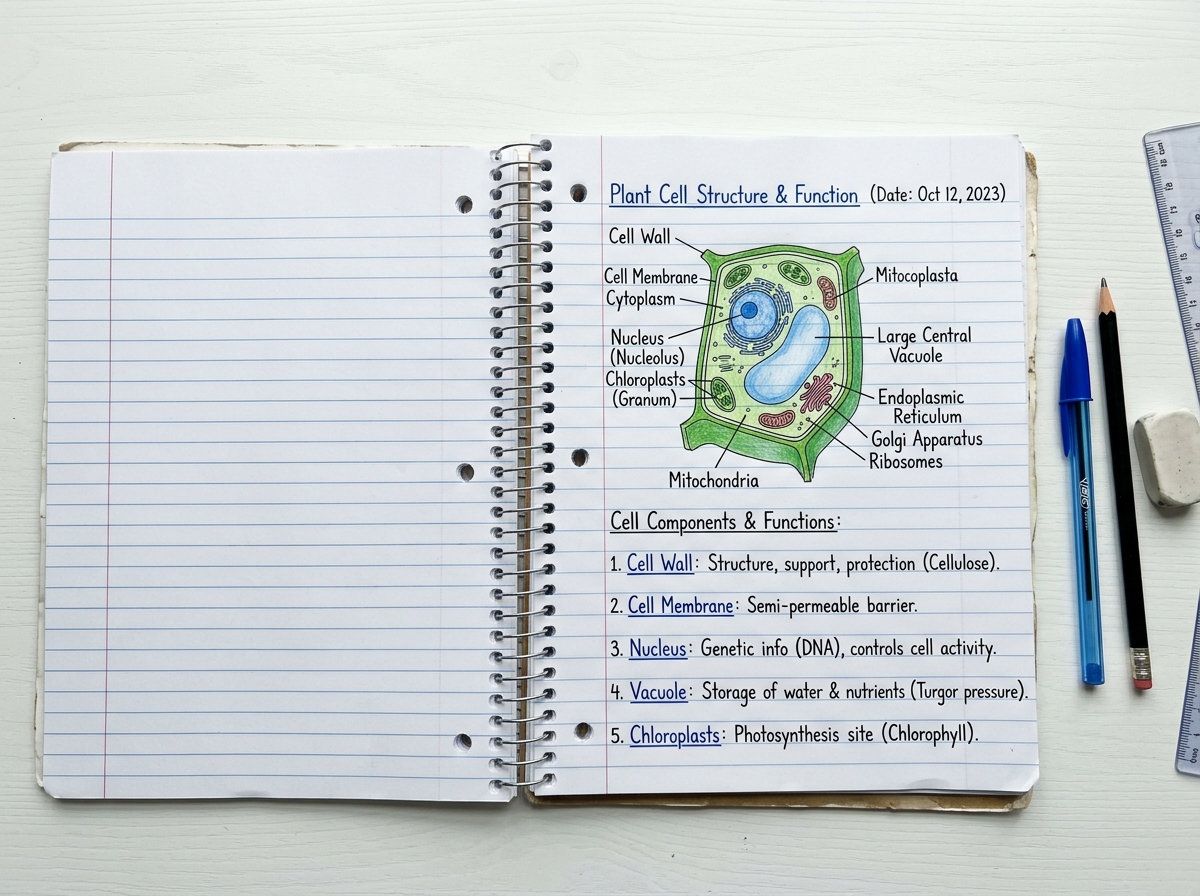 Plant Cell Structure & Function (Date: Oct 12, 2023)
Cell Wall
Cell Membrane
Cytoplasm
Nucleus
(Nucleolus)
Chloroplasts
(Granum)
Mitochondria
Mitocoplasta
Large Central
Vacuole
Endoplasmic
Reticulum
Golgi Apparatus
Ribosomes
Cell Components & Functions:
1. Cell Wall: Structure, support, protection (Cellulose).
2. Cell Membrane: Semi-permeable barrier.
3. Nucleus: Genetic info (DNA), controls cell activity.
4. Vacuole: Storage of water & nutrients (Turgor pressure).
5. Chloroplasts: Photosynthesis site (Chlorophyll).